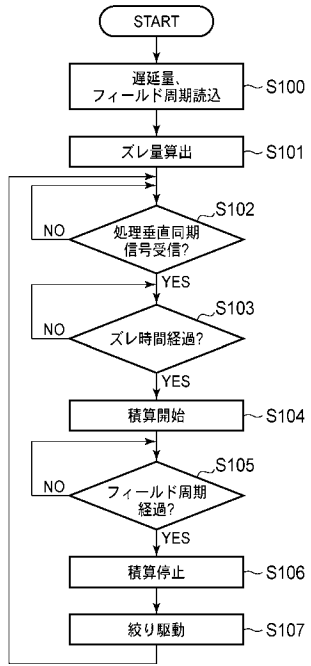 START
遅延量、
フィールド周期読込
S100
ズレ量算出
S101
S102
処理垂直同期
信号受信?
NO
YES
S103
ズレ時間経過?
NO
YES
積算開始
S104
S105
フィールド周期
経過?
NO
YES
積算停止
S106
絞り駆動
S107